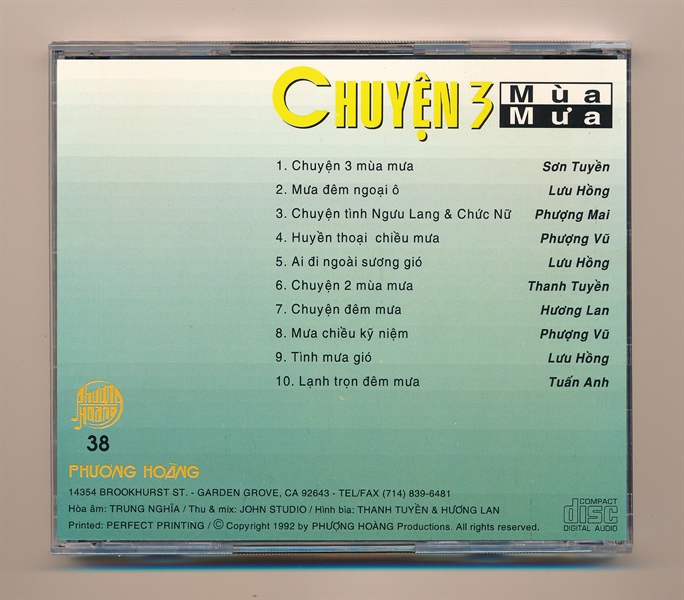 CHUYỆN 3 Mùa
Mưa
1. Chuyện 3 mùa mưa Sơn Tuyền
2. Mưa đêm ngoại ô Lưu Hồng
3. Chuyện tình Ngưu Lang & Chức Nữ Phượng Mai
4. Huyền thoại chiều mưa Phượng Vũ
5. Ai đi ngoài sương gió Lưu Hồng
6. Chuyện 2 mùa mưa Thanh Tuyền
7. Chuyện đêm mưa Hương Lan
8. Mưa chiều kỹ niệm Phượng Vũ
9. Tình mưa gió Lưu Hồng
10. Lạnh trọn đêm mưa Tuấn Anh
Phượng
Hoàng
38
PHƯỢNG HOÀNG
14354 BROOKHURST ST. - GARDEN GROVE, CA 92643 - TEL/FAX (714) 839-6481
Hòa âm: TRUNG NGHĨA / Thu & mix: JOHN STUDIO / Hình bìa: THANH TUYỀN & HƯƠNG LAN
Printed: PERFECT PRINTING / © Copyright 1992 by PHƯỢNG HOÀNG Productions. All rights reserved.
COMPACT
disc
DIGITAL AUDIO